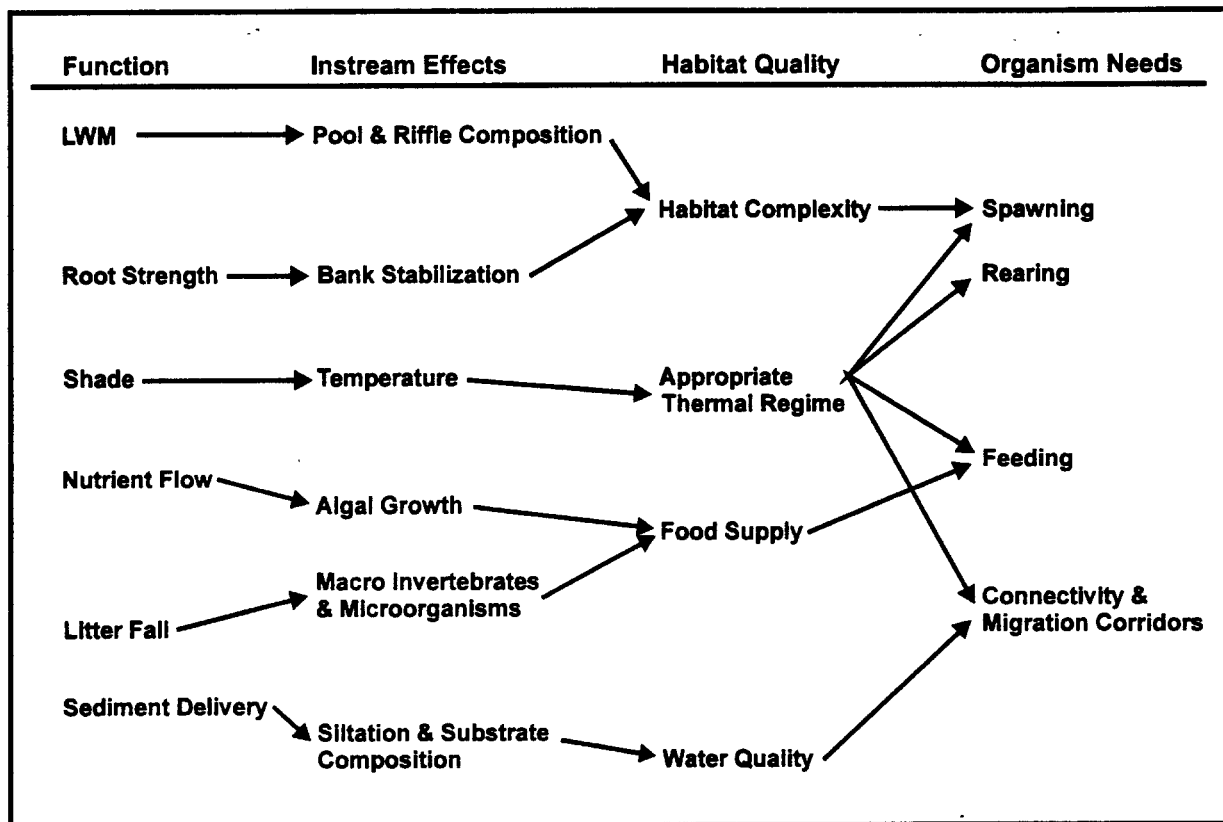 Function Instream Effects Habitat Quality Organism Needs
LWM Pool & Riffle Composition
Habitat Complexity Spawning
Root Strength Bank Stabilization Rearing
Shade Temperature Appropriate
Thermal Regime
Feeding
Nutrient Flow
Algal Growth
Food Supply
Macro Invertebrates
& Microorganisms
Connectivity &
Migration Corridors
Litter Fall
Sediment Delivery
Siltation & Substrate
Composition
Water Quality